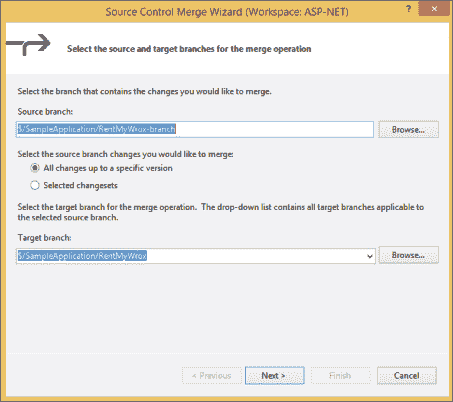 Source Control Merge Wizard (Workspace: ASP-NET)
Select the source and target branches for the merge operation
Select the branch that contains the changes you would like to merge.
Source branch:
$/SampleApplication/RentMyWrox-branch
Browse...
Select the source branch changes you would like to merge:
All changes up to a specific version
Selected changesets
Select the target branch for the merge operation. The drop-down list contains all target branches applicable to
the selected source branch.
Target branch:
$/SampleApplication/RentMyWrox
Browse...
< Previous
Next >
Finish
Cancel